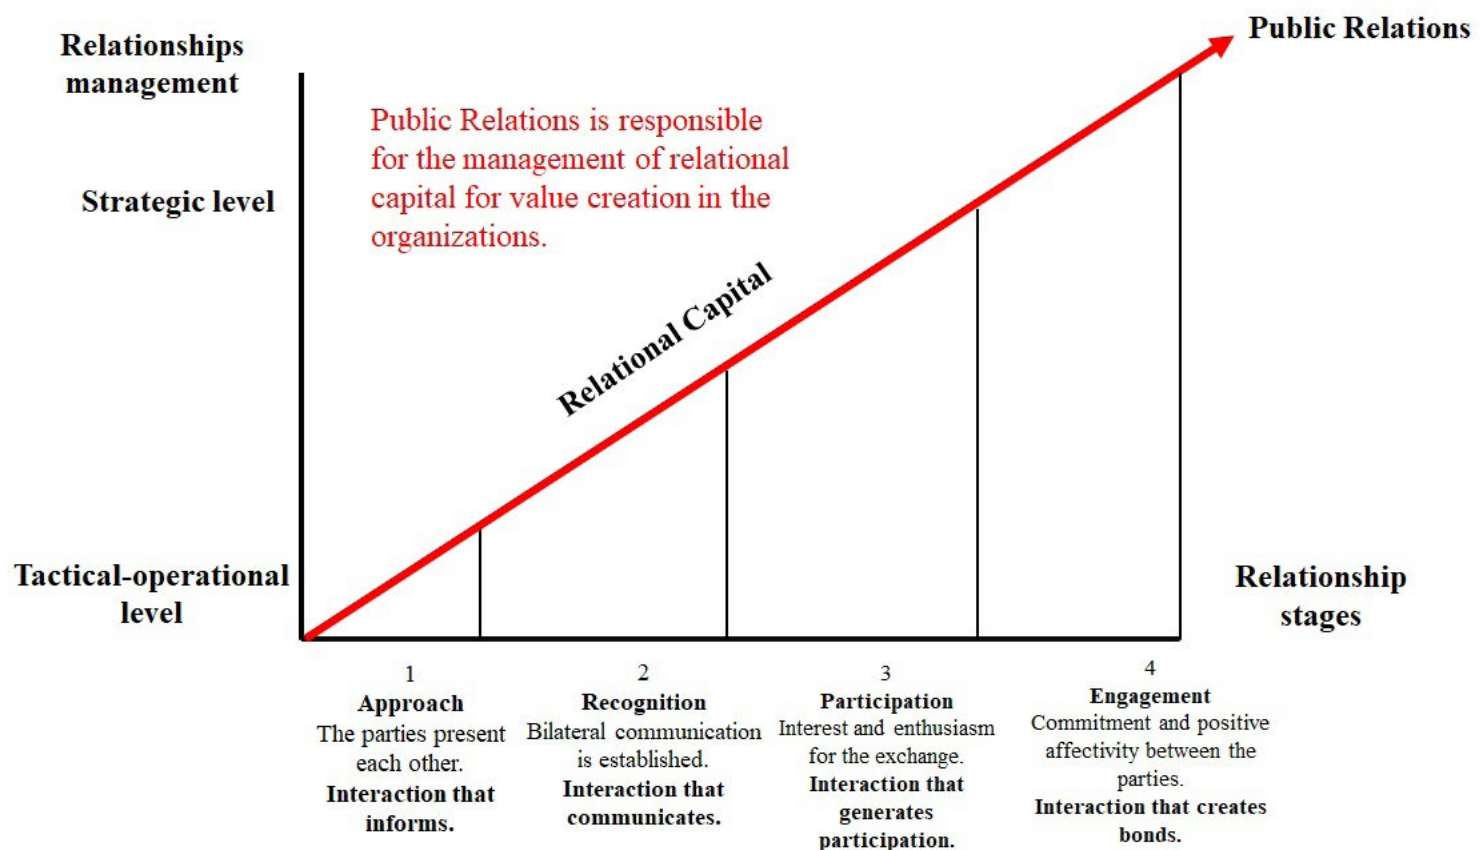 Public Relations
Relationships
management
Public Relations is responsible
for the management of relational
capital for value creation in the
organizations.
Strategic level
Relational Capital
Tactical-operational
level
Relationship
stages
1
Approach
The parties present
each other.
Interaction that
informs.
2
Recognition
Bilateral communication
is established.
Interaction that
communicates.
3
Participation
Interest and enthusiasm
for the exchange.
Interaction that
generates
participation.
4
Engagement
Commitment and positive
affectivity between the
parties.
Interaction that creates
bonds.